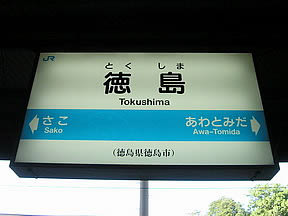 JR
とくしま
徳島
Tokushima
さこ あわとみだ
Sako Awa-Tomida
(徳島県徳島市)